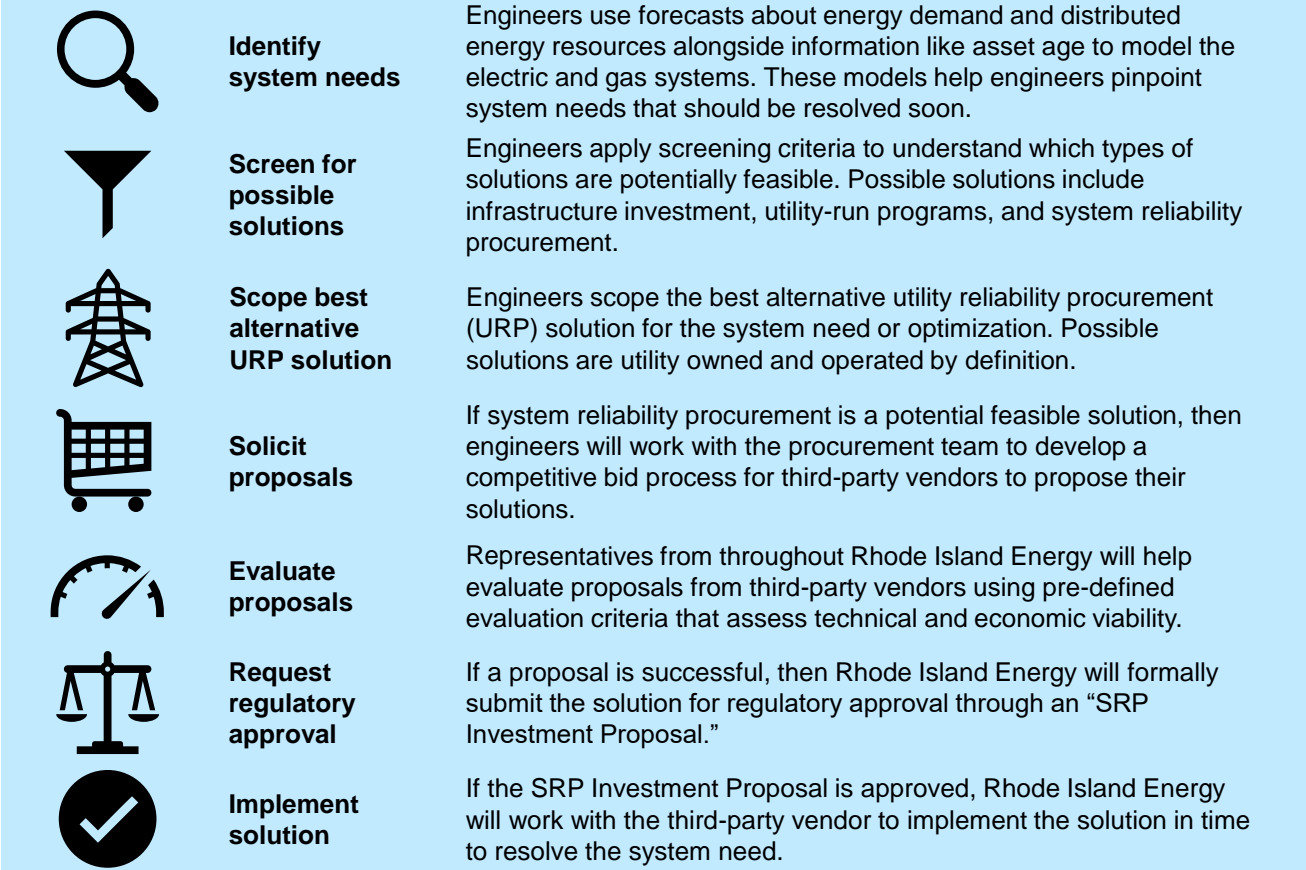 Identify
system needs
Engineers use forecasts about energy demand and distributed
energy resources alongside information like asset age to model the
electric and gas systems. These models help engineers pinpoint
system needs that should be resolved soon.
Screen for
possible
solutions
Engineers apply screening criteria to understand which types of
solutions are potentially feasible. Possible solutions include
infrastructure investment, utility-run programs, and system reliability
procurement.
Scope best
alternative
URP solution
Engineers scope the best alternative utility reliability procurement
(URP) solution for the system need or optimization. Possible
solutions are utility owned and operated by definition.
Solicit
proposals
If system reliability procurement is a potential feasible solution, then
engineers will work with the procurement team to develop a
competitive bid process for third-party vendors to propose their
solutions.
Evaluate
proposals
Representatives from throughout Rhode Island Energy will help
evaluate proposals from third-party vendors using pre-defined
evaluation criteria that assess technical and economic viability.
Request
regulatory
approval
If a proposal is successful, then Rhode Island Energy will formally
submit the solution for regulatory approval through an “SRP
Investment Proposal.”
Implement
solution
If the SRP Investment Proposal is approved, Rhode Island Energy
will work with the third-party vendor to implement the solution in time
to resolve the system need.